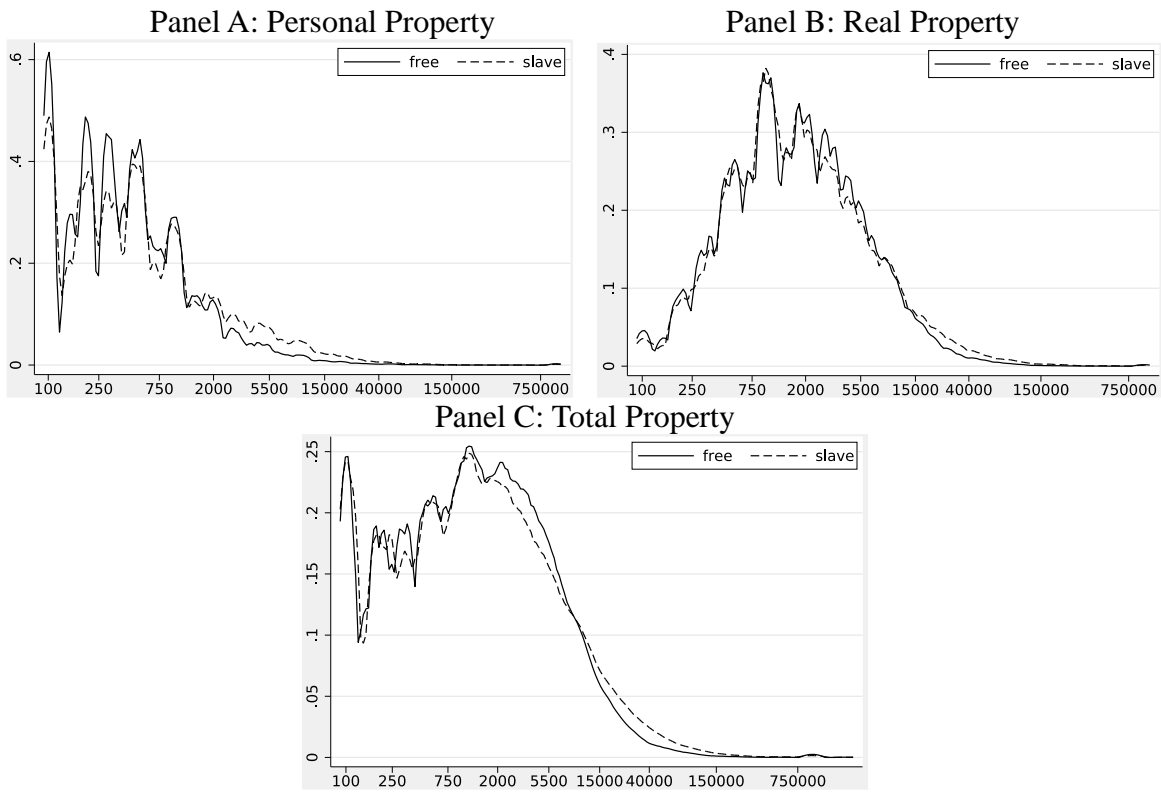 Panel A: Personal Property
free slave
.6
.4
.2
0
100 250 750 2000 5500 15000 40000 150000 750000
Panel B: Real Property
free slave
.4
.3
.2
.1
0
100 250 750 2000 5500 150000 40000 150000 750000
Panel C: Total Property
free slave
.25
.2
.15
.1
.05
0
100 250 750 2000 5500 15000 40000 150000 750000